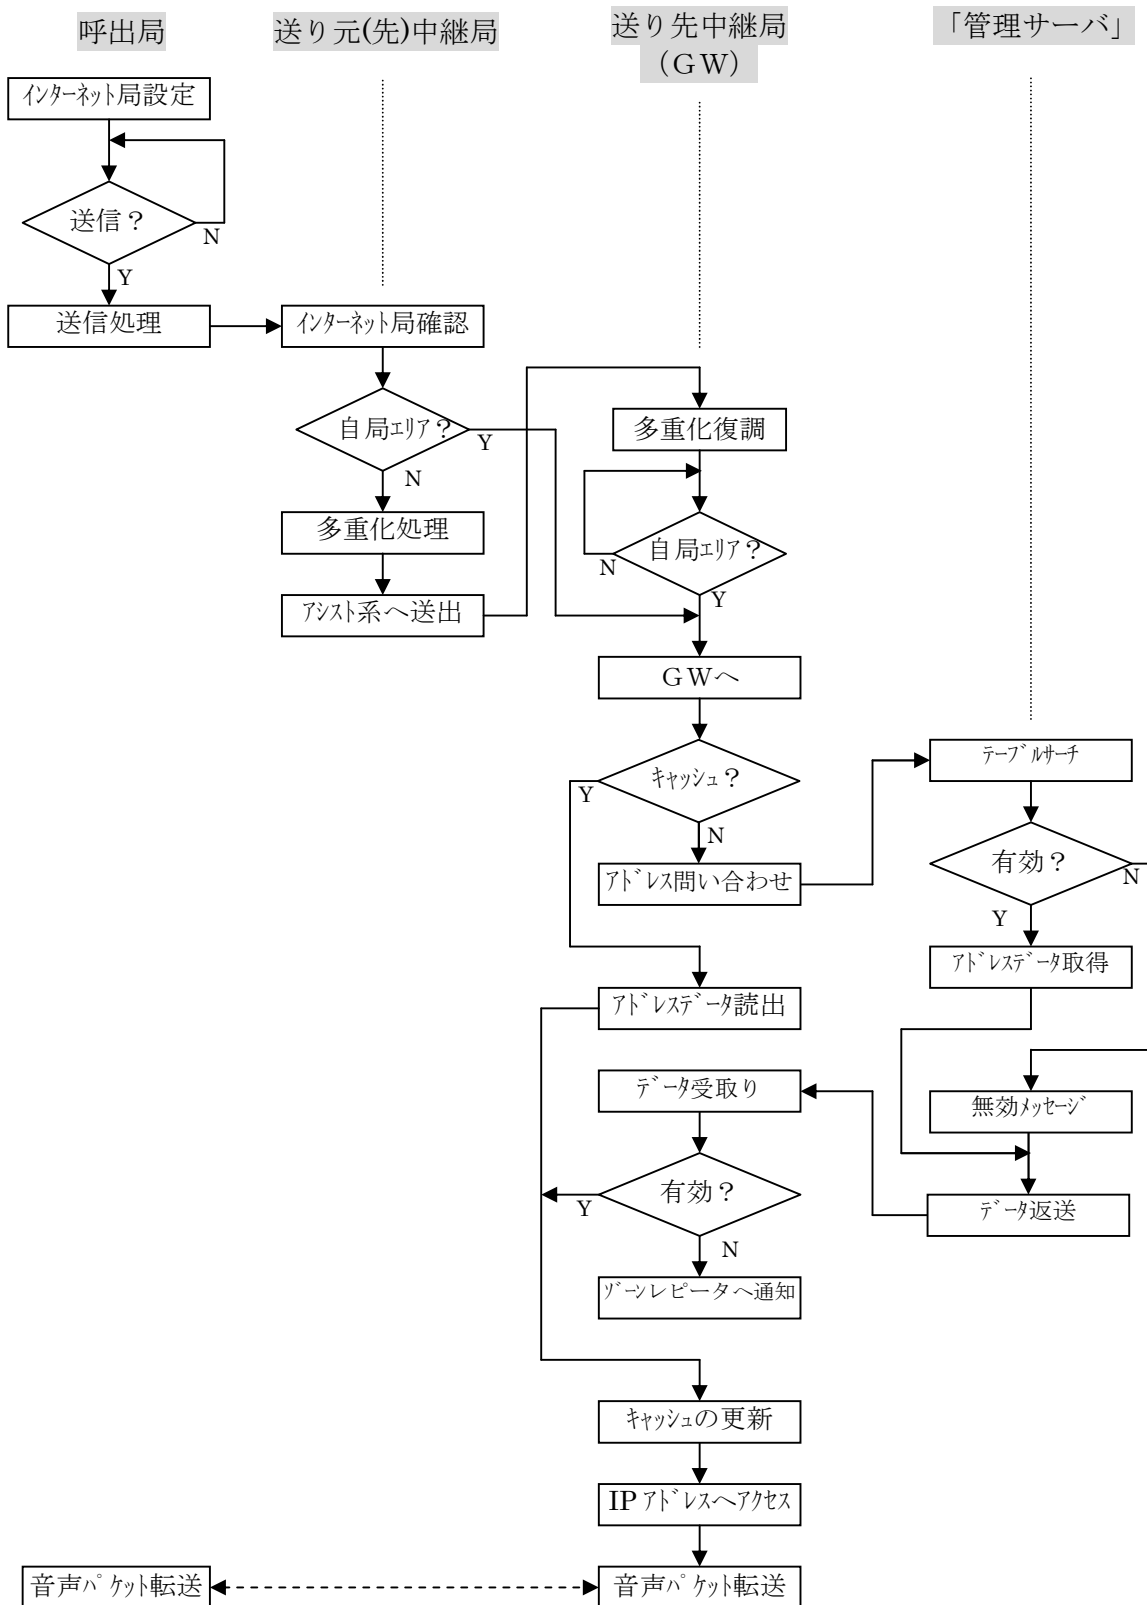 呼出局
送り元(先)中継局
送り先中継局
（ＧＷ）
「管理サーバ」
ｲﾝﾀｰﾈｯﾄ局設定
送信？
N
Y
送信処理
ｲﾝﾀｰﾈｯﾄ局確認
自局ｴﾘｱ？
Y
N
多重化復調
多重化処理
自局ｴﾘｱ？
N
Y
ｱｼｽﾄ系へ送出
ＧＷへ
ｷｬｯｼｭ？
Y
N
ﾃｰﾌﾞﾙｻｰﾁ
有効？
N
Y
ｱﾄﾞﾚｽ問い合わせ
ｱﾄﾞﾚｽﾃﾞｰﾀ取得
ｱﾄﾞﾚｽﾃﾞｰﾀ読出
ﾃﾞｰﾀ受取り
無効ﾒｯｾｰｼﾞ
有効？
Y
N
ﾃﾞｰﾀ返送
ｿﾞｰﾝレピータへ通知
ｷｬｯｼｭの更新
IPｱﾄﾞﾚｽへｱｸｾｽ
音声ﾊﾟｹｯﾄ転送
音声ﾊﾟｹｯﾄ転送